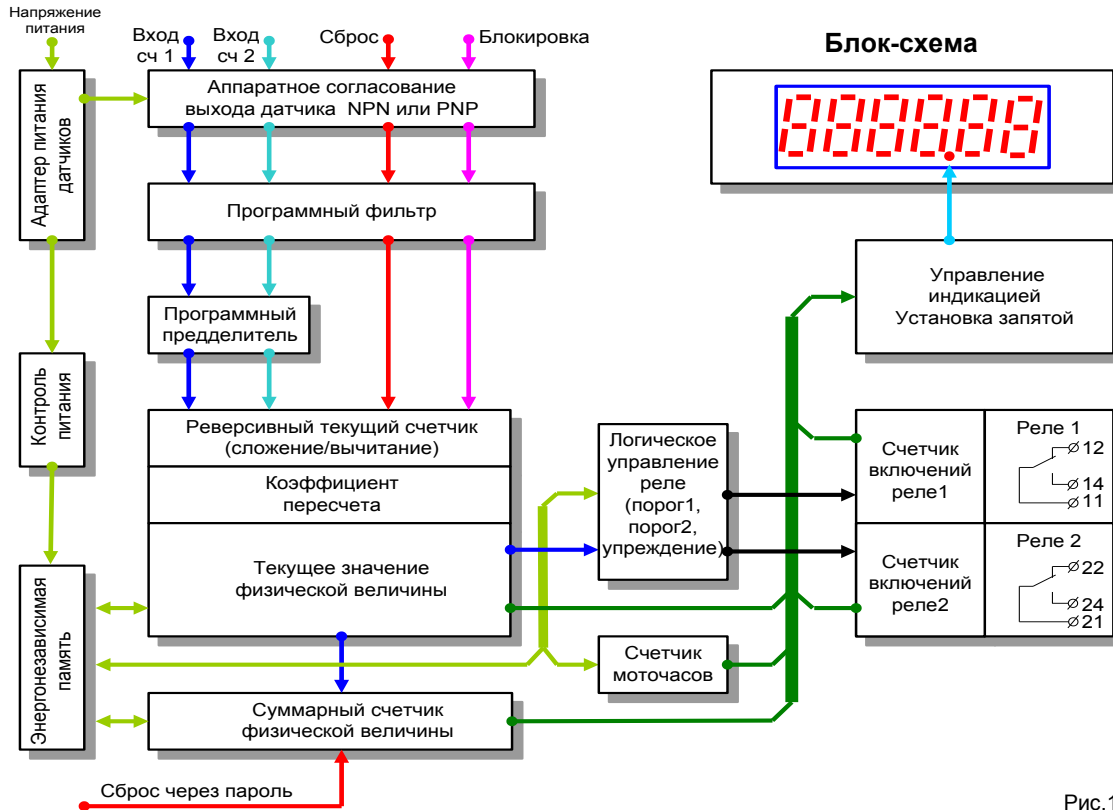 Напряжение
питания
Вход
сч 1
Вход
сч 2
Сброс
Блокировка
Блок-схема
Адаптер питания
датчиков
Аппаратное согласование
выхода датчика NPN или PNP
Программный фильтр
Программный
предделитель
Управление
индикацией
Установка запятой
Контроль
питания
Реверсивный текущий счетчик
(сложение/вычитание)
Коэффициент
пересчета
Текущее значение
физической величины
Логическое
управление
реле
(порог1,
порог2,
упреждение)
Счетчик
включений
реле1
Реле 1
12
14
11
Счетчик
включений
реле2
Реле 2
22
24
21
Энергонезависимая
память
Счетчик
моточасов
Суммарный счетчик
физической величины
Сброс через пароль
Рис.1